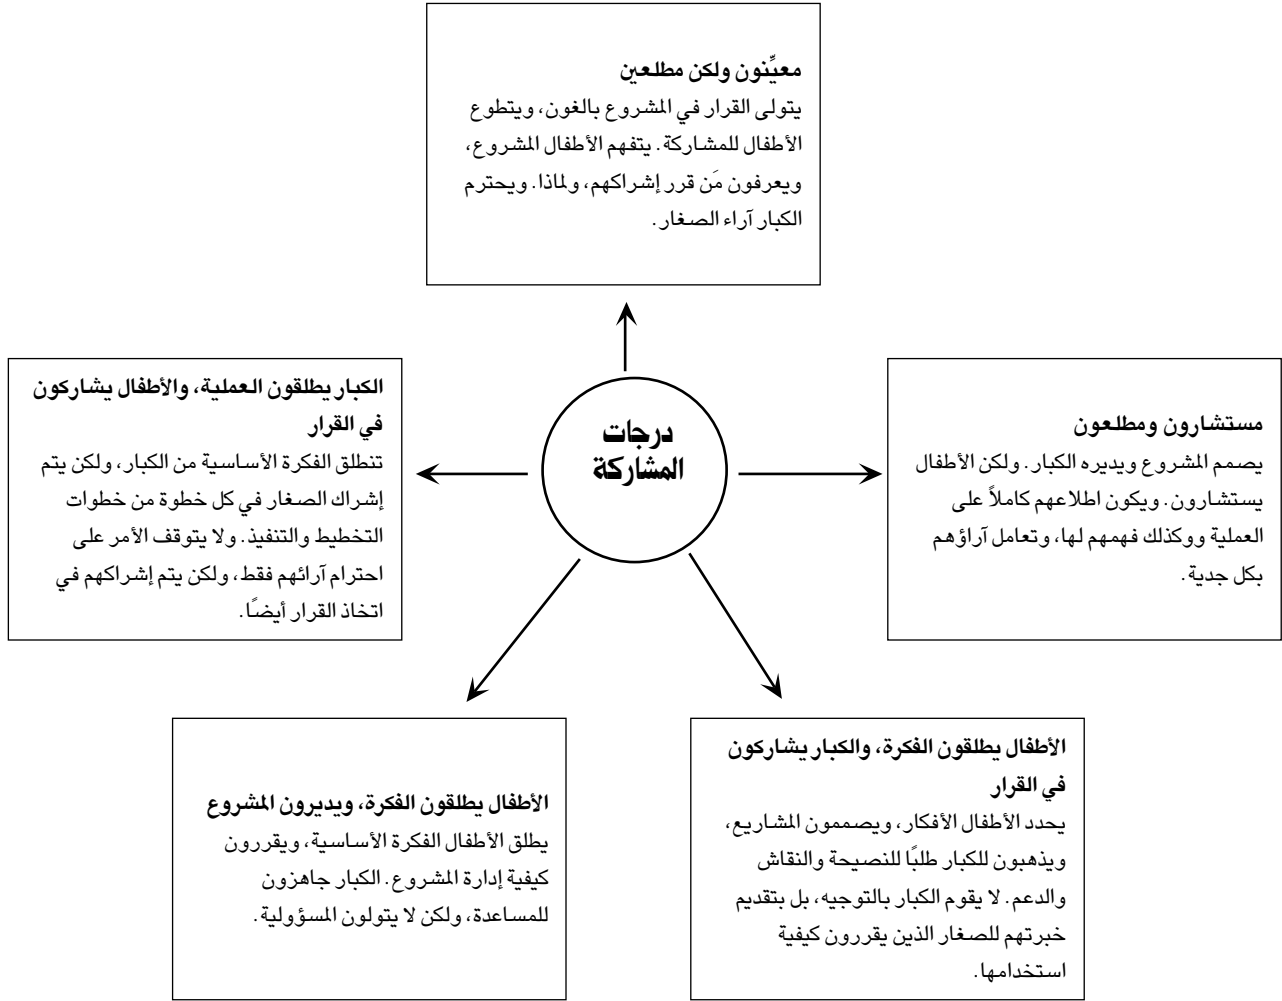 معيِّنون ولكن مطلعين
يتولى القرار في المشروع بالغون، ويتطوع
الأطفال للمشاركة. يتفهم الأطفال المشروع،
ويعرفون مَن قرر إشراكهم، ولماذا. ويحترم
الكبار آراء الصغار.
درجات
المشاركة
مستشارون ومطلعون
يصمم المشروع ويديره الكبار. ولكن الأطفال
يستشارون. ويكون اطلاعهم كاملاً على
العملية ووكذلك فهمهم لها، وتعامل آراؤهم
بكل جدية.
الكبار يطلقون العملية، والأطفال يشاركون
في القرار
تنطلق الفكرة الأساسية من الكبار، ولكن يتم
إشراك الصغار في كل خطوة من خطوات
التخطيط والتنفيذ. ولا يتوقف الأمر على
احترام آرائهم فقط، ولكن يتم إشراكهم في
اتخاذ القرار أيضًا.
الأطفال يطلقون الفكرة، والكبار يشاركون
في القرار
يحدد الأطفال الأفكار، ويصممون المشاريع،
ويذهبون للكبار طلبًا للنصيحة والنقاش
والدعم. لا يقوم الكبار بالتوجيه، بل بتقديم
خبرتهم للصغار الذين يقررون كيفية
استخدامها.
الأطفال يطلقون الفكرة، ويديرون المشروع
يطلق الأطفال الفكرة الأساسية، ويقررون
كيفية إدارة المشروع. الكبار جاهزون
للمساعدة، ولكن لا يتولون المسؤولية.